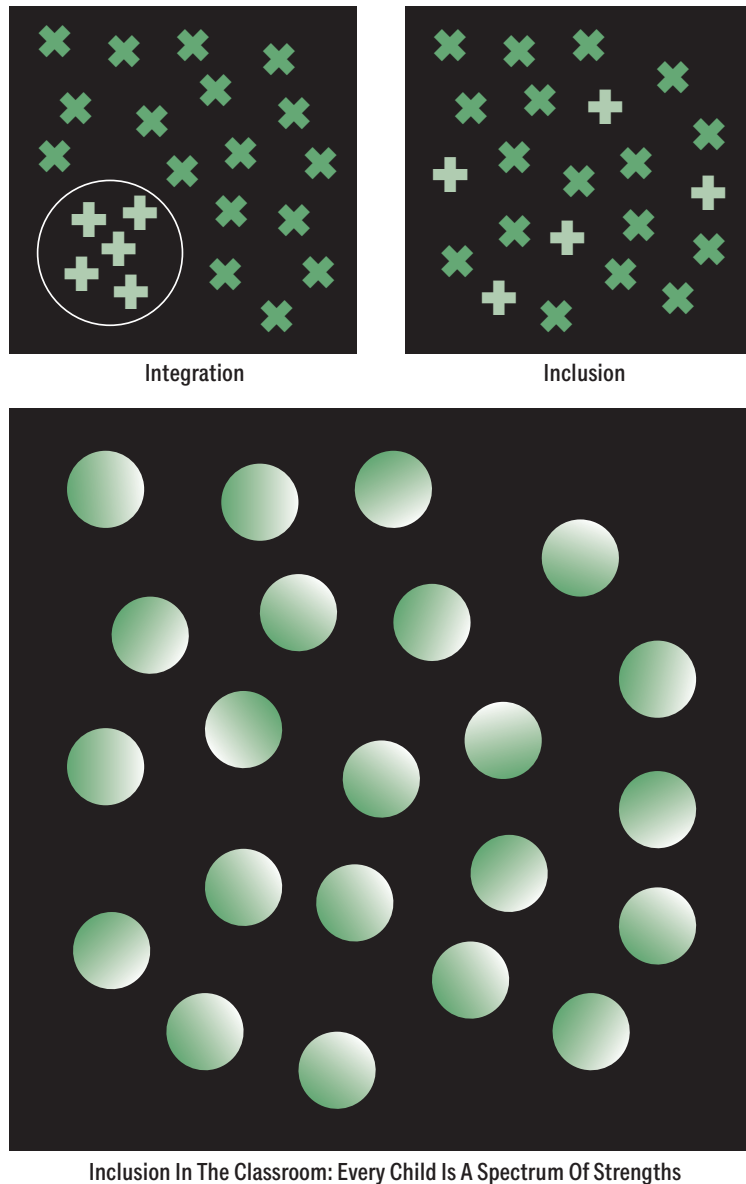 Integration
Inclusion
Inclusion In The Classroom: Every Child Is A Spectrum Of Strengths